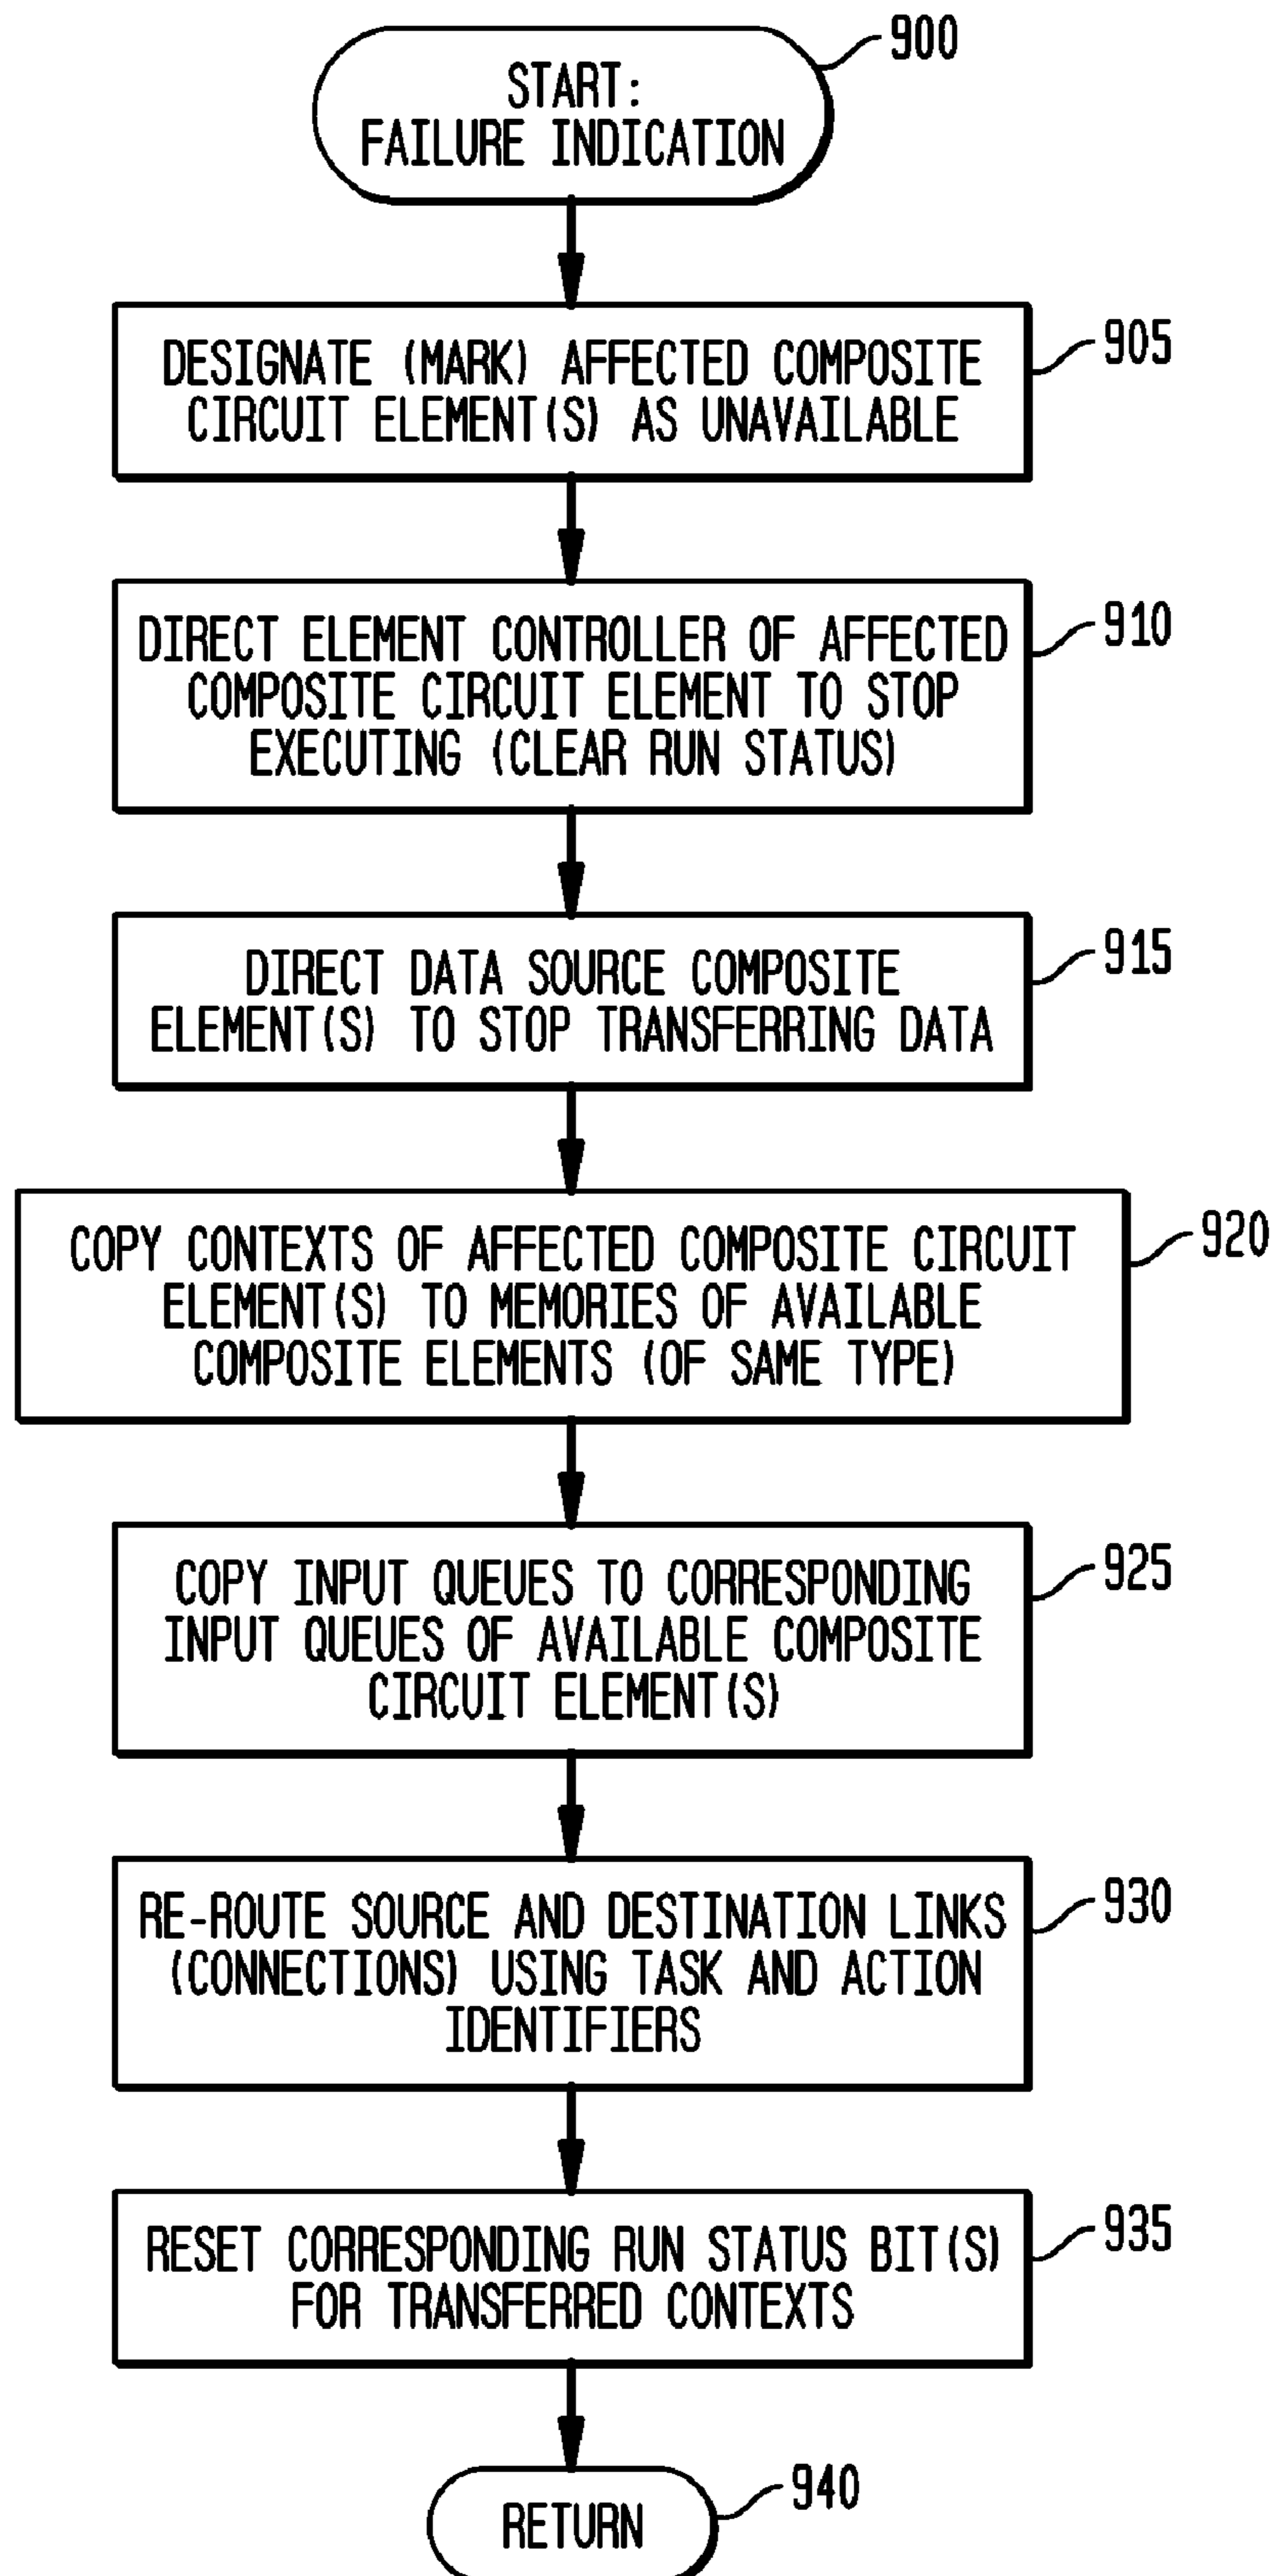 900
START:
FAILURE INDICATION
905
DESIGNATE (MARK) AFFECTED COMPOSITE
CIRCUIT ELEMENT(S) AS UNAVAILABLE
910
DIRECT ELEMENT CONTROLLER OF AFFECTED
COMPOSITE CIRCUIT ELEMENT TO STOP
EXECUTING (CLEAR RUN STATUS)
915
DIRECT DATA SOURCE COMPOSITE
ELEMENT(S) TO STOP TRANSFERRING DATA
920
COPY CONTEXTS OF AFFECTED COMPOSITE CIRCUIT
ELEMENT(S) TO MEMORIES OF AVAILABLE
COMPOSITE ELEMENTS (OF SAME TYPE)
925
COPY INPUT QUEUES TO CORRESPONDING
INPUT QUEUES OF AVAILABLE COMPOSITE
CIRCUIT ELEMENT(S)
930
RE-ROUTE SOURCE AND DESTINATION LINKS
(CONNECTIONS) USING TASK AND ACTION
IDENTIFIERS
935
RESET CORRESPONDING RUN STATUS BIT(S)
FOR TRANSFERRED CONTEXTS
940
RETURN